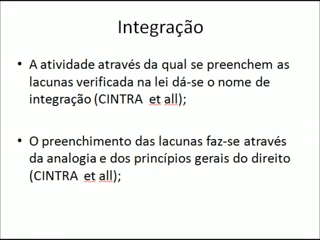 Integração
• A atividade através da qual se preenchem as
lacunas verificada na lei dá-se o nome de
integração (CINTRA et all);
• O preenchimento das lacunas faz-se através
da analogia e dos princípios gerais do direito
(CINTRA et all);